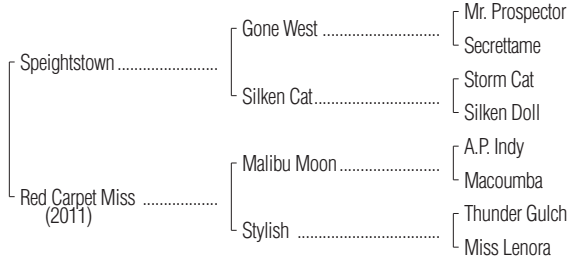 Mr. Prospector
Gone West
Secrettame
Speightstown
Storm Cat
Silken Cat
Silken Doll
A.P. Indy
Malibu Moon
Macoumba
Red Carpet Miss
(2011)
Thunder Gulch
Stylish
Miss Lenora